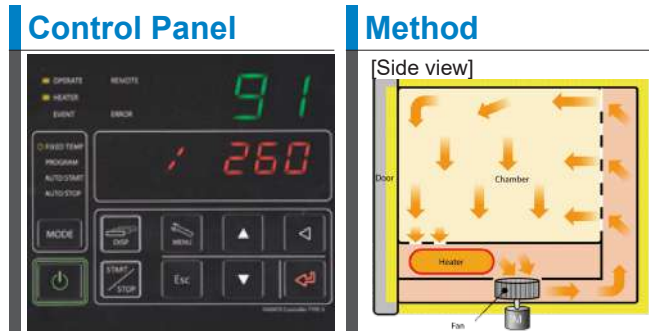 Control Panel
OPERATE REMOTE
HEATER
EVENT ERROR
91
FIXED TEMP
PROGRAM
AUTO START
AUTO STOP
260
MODE
DISP
MENU
START/STOP
Esc
Method
[Side view]
Door
Chamber
Heater
Fan
M